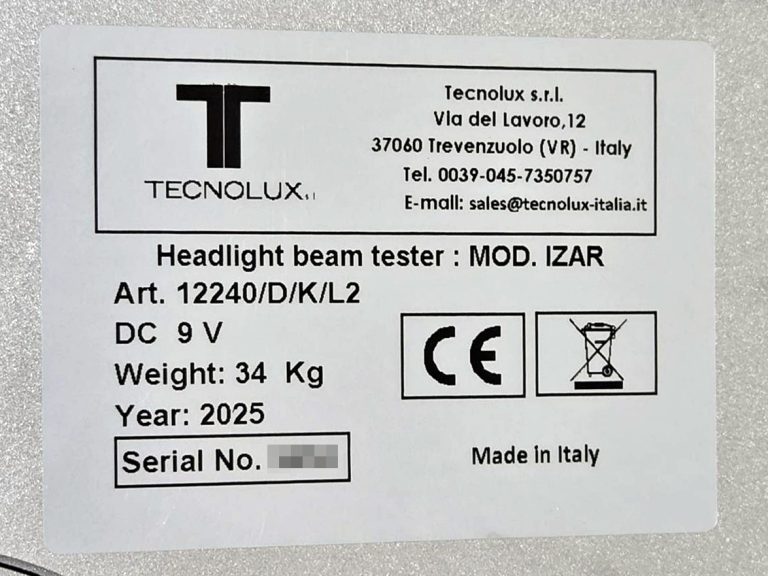 TECNOLUX
Tecnolux s.r.l.
Via del Lavoro,12
37060 Trevenzuolo (VR) - Italy
Tel. 0039-045-7350757
E-mail: sales@tecnolux-italia.it
Headlight beam tester : MOD. IZAR
Art. 12240/D/K/L2
DC 9 V
Weight: 34 Kg
Year: 2025
Serial No.
CE
Made in Italy